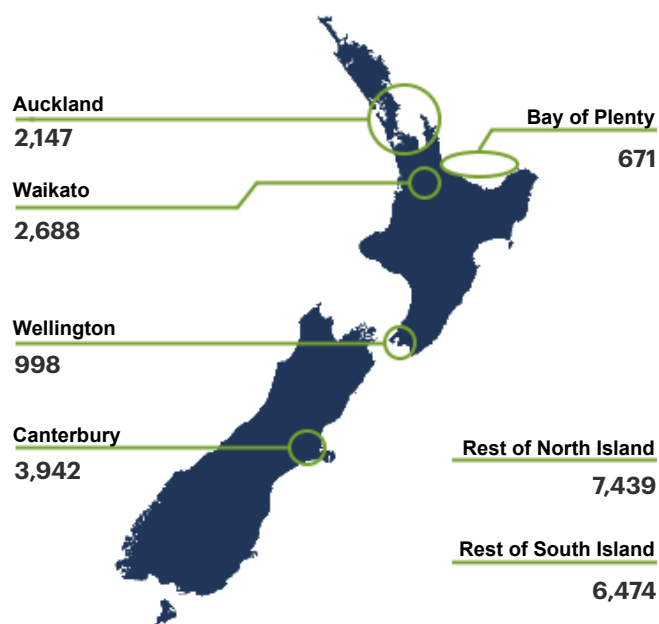 Auckland
2,147
Bay of Plenty
671
Waikato
2,688
Wellington
998
Canterbury
3,942
Rest of North Island
7,439
Rest of South Island
6,474